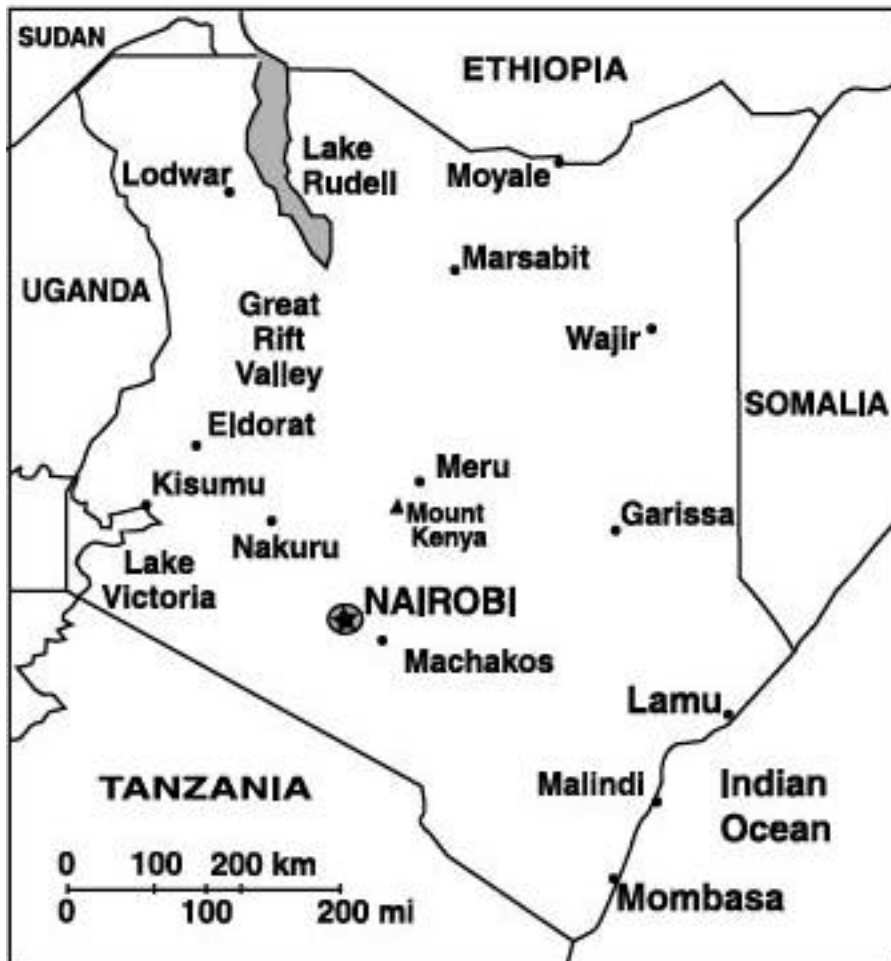 SUDAN
ETHIOPIA
Lake
Rudell
Lodwar
Moyale
Marsabit
UGANDA
Great
Rift
Valley
Wajir
SOMALIA
Eldorat
Kisumu
Meru
Mount
Kenya
Garissa
Nakuru
Lake
Victoria
NAIROBI
Machakos
Lamu
TANZANIA
Malindi
Indian
Ocean
0 100 200 km
0 100 200 mi
Mombasa